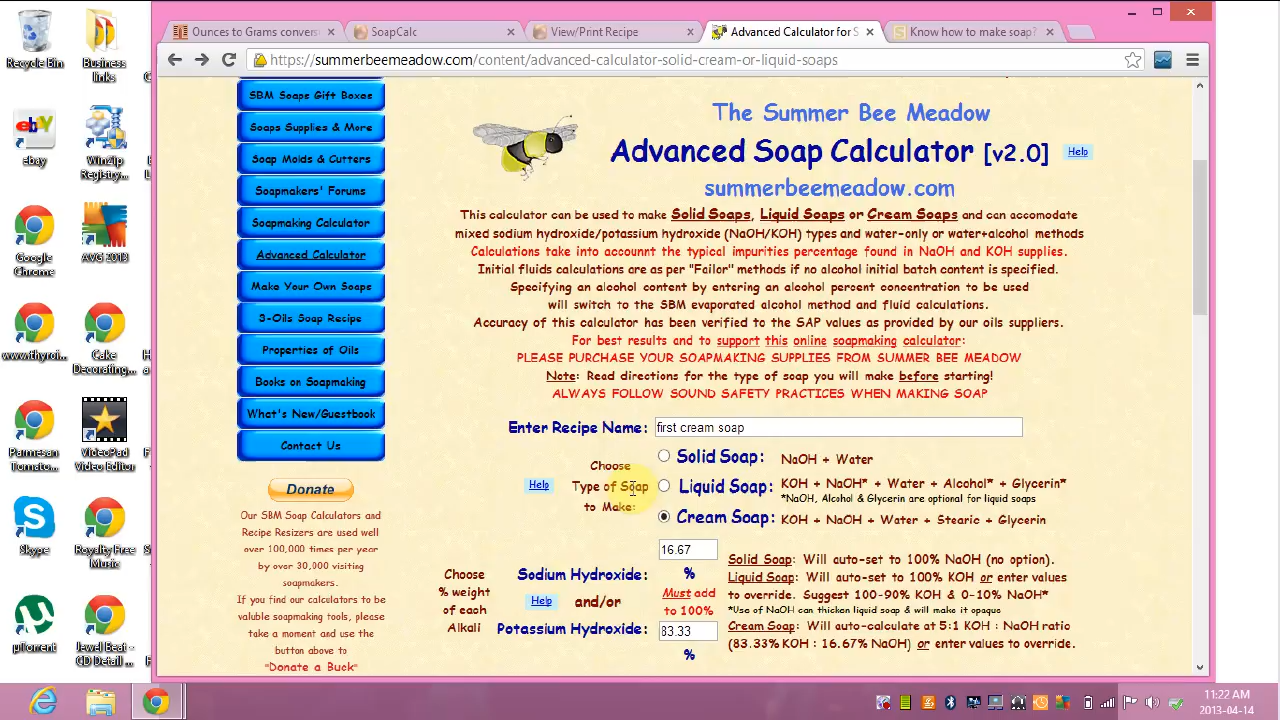 Recycle Bin
Business links
ebay
WinZip Registry...
Google Chrome
AVG 2013
www.thyroi...
Cake Decorating...
Parmesan Tomato...
VideoPad Video Editor
Skype
Royalty Free Music
µTorrent
Jewel Beat - CD Detail ...
Ounces to Grams convers
SoapCalc
View/Print Recipe
Advanced Calculator for S
Know how to make soap?
https://summerbeemeadow.com/content/advanced-calculator-solid-cream-or-liquid-soaps
SBM Soaps Gift Boxes
Soaps Supplies & More
Soap Molds & Cutters
Soapmakers' Forums
Soapmaking Calculator
Advanced Calculator
Make Your Own Soaps
3-Oils Soap Recipe
Properties of Oils
Books on Soapmaking
What's New/Guestbook
Contact Us
Donate
Our SBM Soap Calculators and
Recipe Resizers are used well
over 100,000 times per year
by over 30,000 visiting
soapmakers.
If you find our calculators to be
valuble soapmaking tools, please
take a moment and use the
button above to
"Donate a Buck"
The Summer Bee Meadow
Advanced Soap Calculator [v2.0] Help
summerbeemeadow.com
This calculator can be used to make Solid Soaps, Liquid Soaps or Cream Soaps and can accomodate
mixed sodium hydroxide/potassium hydroxide (NaOH/KOH) types and water-only or water+alcohol methods
Calculations take into accounnt the typical impurities percentage found in NaOH and KOH supplies.
Initial fluids calculations are as per "Failor" methods if no alcohol initial batch content is specified.
Specifying an alcohol content by entering an alcohol percent concentration to be used
will switch to the SBM evaporated alcohol method and fluid calculations.
Accuracy of this calculator has been verified to the SAP values as provided by our oils suppliers.
For best results and to support this online soapmaking calculator:
PLEASE PURCHASE YOUR SOAPMAKING SUPPLIES FROM SUMMER BEE MEADOW
Note: Read directions for the type of soap you will make before starting!
ALWAYS FOLLOW SOUND SAFETY PRACTICES WHEN MAKING SOAP
Enter Recipe Name: first cream soap
Help
Choose
Type of Soap
to Make:
Solid Soap: NaOH + Water
Liquid Soap: KOH + NaOH* + Water + Alcohol* + Glycerin*
*NaOH, Alcohol & Glycerin are optional for liquid soaps
Cream Soap: KOH + NaOH + Water + Stearic + Glycerin
Choose
% weight
of each
Alkali
Sodium Hydroxide:
Help and/or
Potassium Hydroxide:
16.67
%
Must add
to 100%
83.33
%
Solid Soap: Will auto-set to 100% NaOH (no option).
Liquid Soap: Will auto-set to 100% KOH or enter values
to override. Suggest 100-90% KOH & 0-10% NaOH*
*Use of NaOH can thicken liquid soap & will make it opaque
Cream Soap: Will auto-calculate at 5:1 KOH : NaOH ratio
(83.33% KOH : 16.67% NaOH) or enter values to override.
11:22 AM
2013-04-14